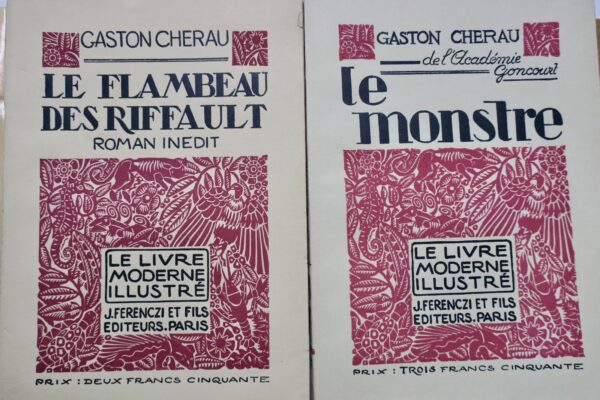 GASTON CHERAU
LE FLAMBEAU
DES RIFFAULT
ROMAN INEDIT
LE LIVRE
MODERNE
ILLUSTRÉ
J. FERENCZI ET FILS
EDITEURS. PARIS
PRIX : DEUX FRANCS CINQUANTE
GASTON CHERAU
de l'Académie
Goncourt
le
monstre
LE LIVRE
MODERNE
ILLUSTRÉ
J. FERENCZI ET FILS
EDITEURS. PARIS
PRIX : TROIS FRANCS CINQUANTE